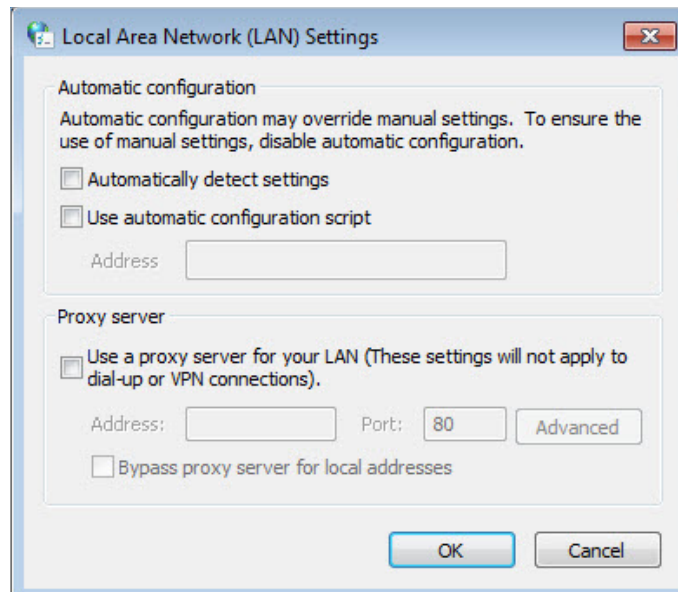 Local Area Network (LAN) Settings
Automatic configuration
Automatic configuration may override manual settings.  To ensure the
use of manual settings, disable automatic configuration.
Automatically detect settings
Use automatic configuration script
Address
Proxy server
Use a proxy server for your LAN (These settings will not apply to
dial-up or VPN connections).
Address: Port: 80 Advanced
Bypass proxy server for local addresses
OK Cancel